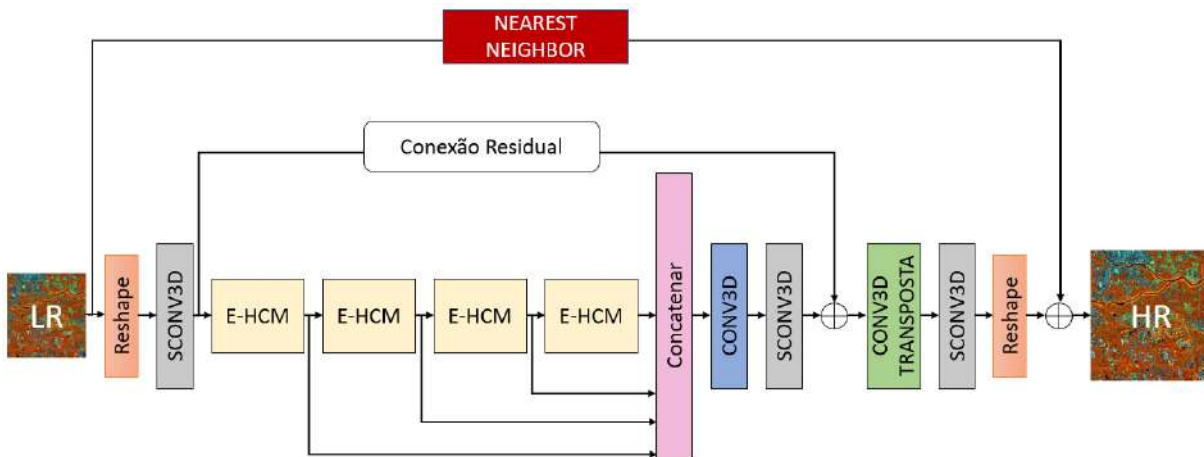 NEAREST
NEIGHBOR
Conexão Residual
LR
Reshape
SCONV3D
E-HCM
E-HCM
E-HCM
E-HCM
Concatenar
CONV3D
SCONV3D
CONV3D
TRANSPOSTA
SCONV3D
Reshape
HR